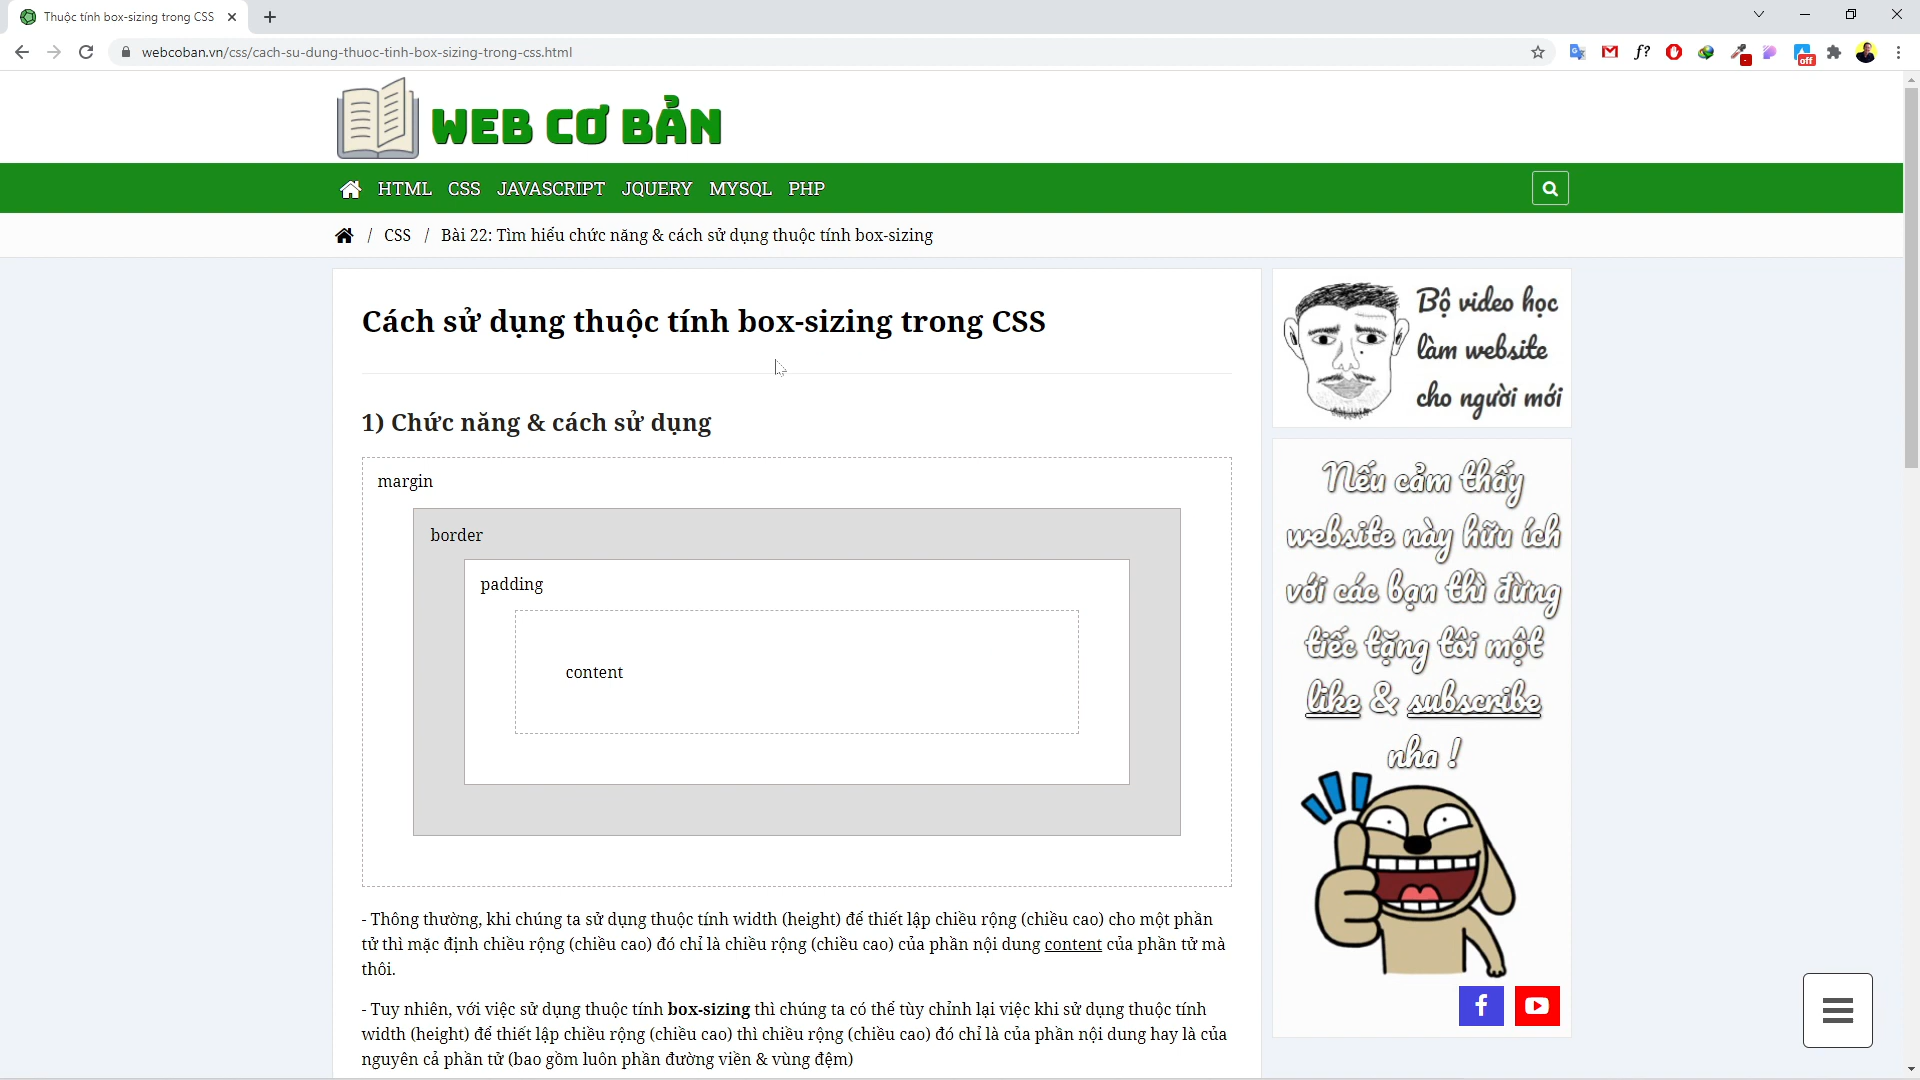 Thuộc tính box-sizing trong CSS
webcoban.vn/css/cach-su-dung-thuoc-tinh-box-sizing-trong-css.html
f?
off
WEB CƠ BẢN
HTML CSS JAVASCRIPT JQUERY MYSQL PHP
/ CSS / Bài 22: Tìm hiểu chức năng & cách sử dụng thuộc tính box-sizing
Cách sử dụng thuộc tính box-sizing trong CSS
1) Chức năng & cách sử dụng
margin
border
padding
content
- Thông thường, khi chúng ta sử dụng thuộc tính width (height) để thiết lập chiều rộng (chiều cao) cho một phần
tử thì mặc định chiều rộng (chiều cao) đó chỉ là chiều rộng (chiều cao) của phần nội dung content của phần tử mà
thôi.
- Tuy nhiên, với việc sử dụng thuộc tính box-sizing thì chúng ta có thể tùy chỉnh lại việc khi sử dụng thuộc tính
width (height) để thiết lập chiều rộng (chiều cao) thì chiều rộng (chiều cao) đó chỉ là của phần nội dung hay là của
nguyên cả phần tử (bao gồm luôn phần đường viền & vùng đệm)
Bộ video học
làm website
cho người mới
Nếu cảm thấy
website này hữu ích
với các bạn thì đừng
tiếc tặng tôi một
like & subscribe
nha !